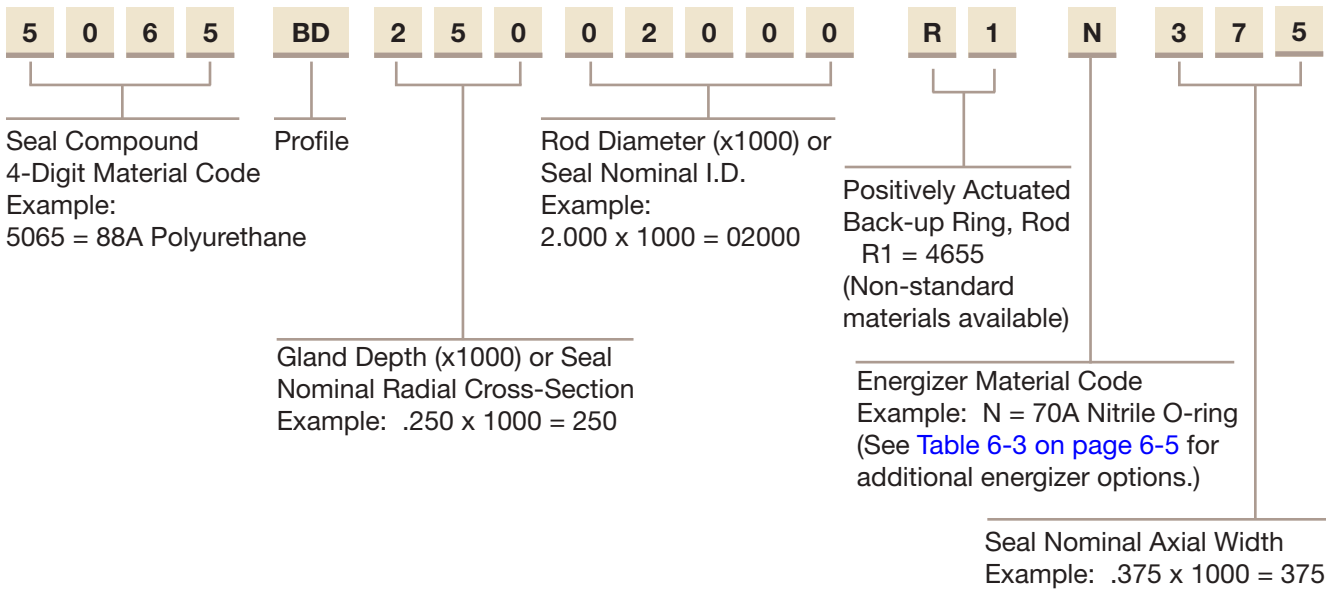 5 0 6 5 BD 2 5 0 0 2 0 0 0 R 1 N 3 7 5
Seal Compound
4-Digit Material Code
Example:
5065 = 88A Polyurethane
Profile
Gland Depth (x1000) or Seal
Nominal Radial Cross-Section
Example: .250 x 1000 = 250
Rod Diameter (x1000) or
Seal Nominal I.D.
Example:
2.000 x 1000 = 02000
Positively Actuated
Back-up Ring, Rod
R1 = 4655
(Non-standard
materials available)
Energizer Material Code
Example: N = 70A Nitrile O-ring
(See Table 6-3 on page 6-5 for
additional energizer options.)
Seal Nominal Axial Width
Example: .375 x 1000 = 375